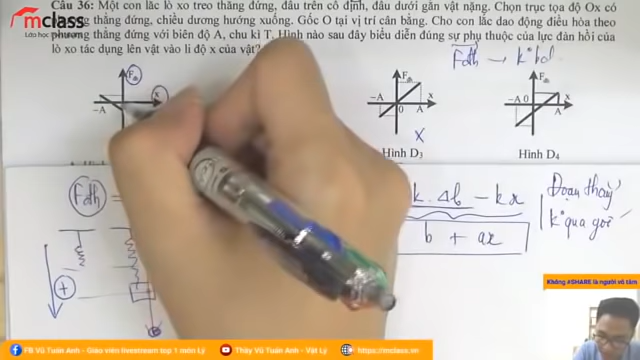 mclass
Câu 36: Một con lắc lò xo treo thẳng đứng, đầu trên cố định, đầu dưới gắn vật nặng. Chọn trục tọa độ Ox có
thẳng đứng, chiều dương hướng xuống. Gốc O tại vị trí cân bằng. Cho con lắc dao động điều hòa theo
phương thẳng đứng với biên độ A, chu kì T. Hình nào sau đây biểu diễn đúng sự phụ thuộc của lực đàn hồi của
lò xo tác dụng lên vật vào li độ x của vật?
Fđh → k° bđ
Fđh
x
−A
Fđh
−A
x
0
A
x
Hình D3
Fđh
−A 0
x
A
Hình D4
Fđh =
k. Δl − kx
b + ax
Đoạn thẳng
k° qua gốc
+
Không #SHARE là người vô tâm
FB Vũ Tuấn Anh - Giáo viên livestream top 1 môn Lý
Thầy Vũ Tuấn Anh - Vật Lý
https://mclass.vn